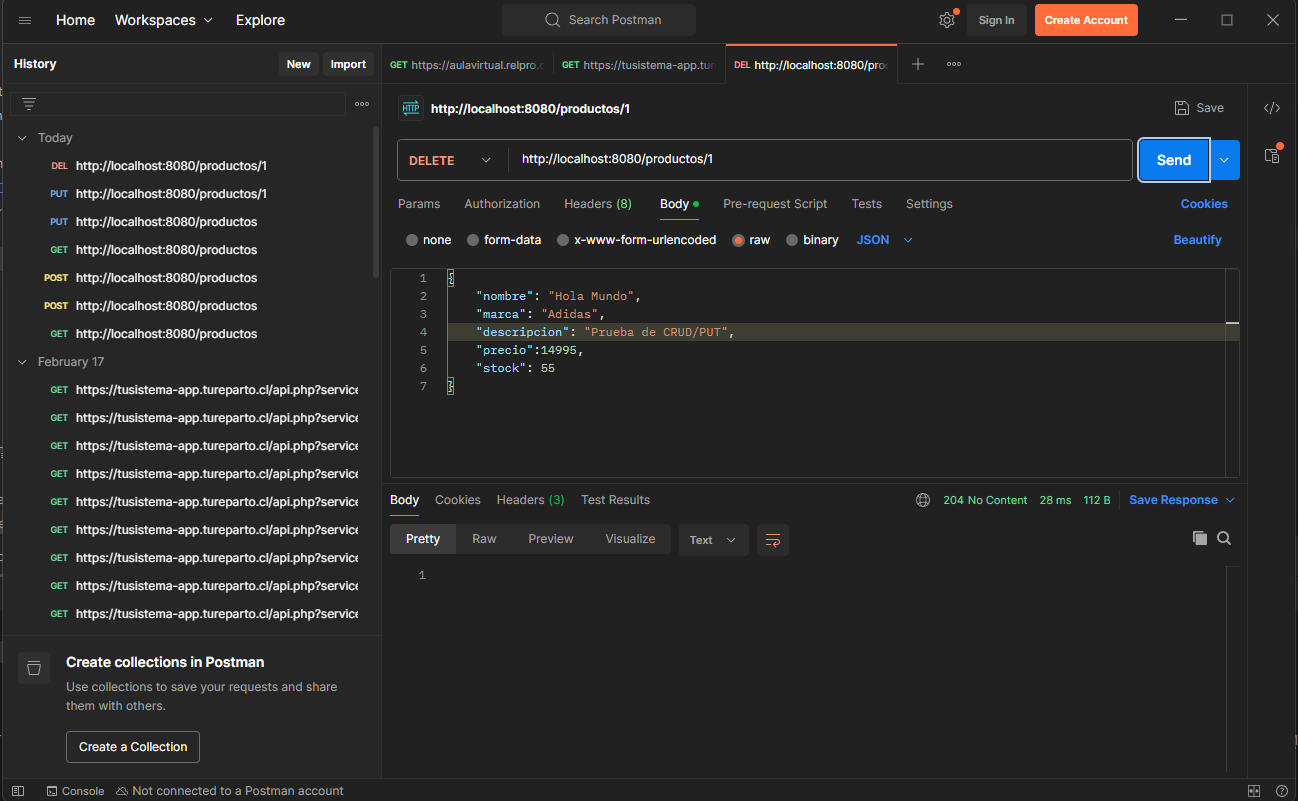 Home Workspaces Explore Search Postman Sign In Create Account
History New Import
GET https://aulavirtual.relpro.c GET https://tusistema-app.tur DEL http://localhost:8080/pro
HTTP http://localhost:8080/productos/1 Save
Today
DEL http://localhost:8080/productos/1
PUT http://localhost:8080/productos/1
PUT http://localhost:8080/productos
GET http://localhost:8080/productos
POST http://localhost:8080/productos
POST http://localhost:8080/productos
GET http://localhost:8080/productos
February 17
GET https://tusistema-app.tureparto.cl/api.php?service
GET https://tusistema-app.tureparto.cl/api.php?service
GET https://tusistema-app.tureparto.cl/api.php?service
GET https://tusistema-app.tureparto.cl/api.php?service
GET https://tusistema-app.tureparto.cl/api.php?service
GET https://tusistema-app.tureparto.cl/api.php?service
GET https://tusistema-app.tureparto.cl/api.php?service
GET https://tusistema-app.tureparto.cl/api.php?service
GET https://tusistema-app.tureparto.cl/api.php?service
Create collections in Postman
Use collections to save your requests and share
them with others.
Create a Collection
DELETE http://localhost:8080/productos/1 Send
Params Authorization Headers (8) Body Pre-request Script Tests Settings Cookies
none form-data x-www-form-urlencoded raw binary JSON Beautify
1 {
2 "nombre": "Hola Mundo",
3 "marca": "Adidas",
4 "descripcion": "Prueba de CRUD/PUT",
5 "precio":14995,
6 "stock": 55
7 }
Body Cookies Headers (3) Test Results 204 No Content 28 ms 112 B Save Response
Pretty Raw Preview Visualize Text
1
Console Not connected to a Postman account